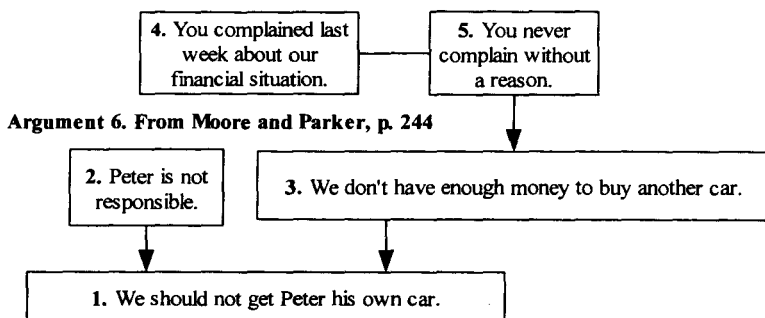 4. You complained last
week about our
financial situation.
5. You never
complain without
a reason.
Argument 6. From Moore and Parker, p. 244
2. Peter is not
responsible.
3. We don't have enough money to buy another car.
1. We should not get Peter his own car.